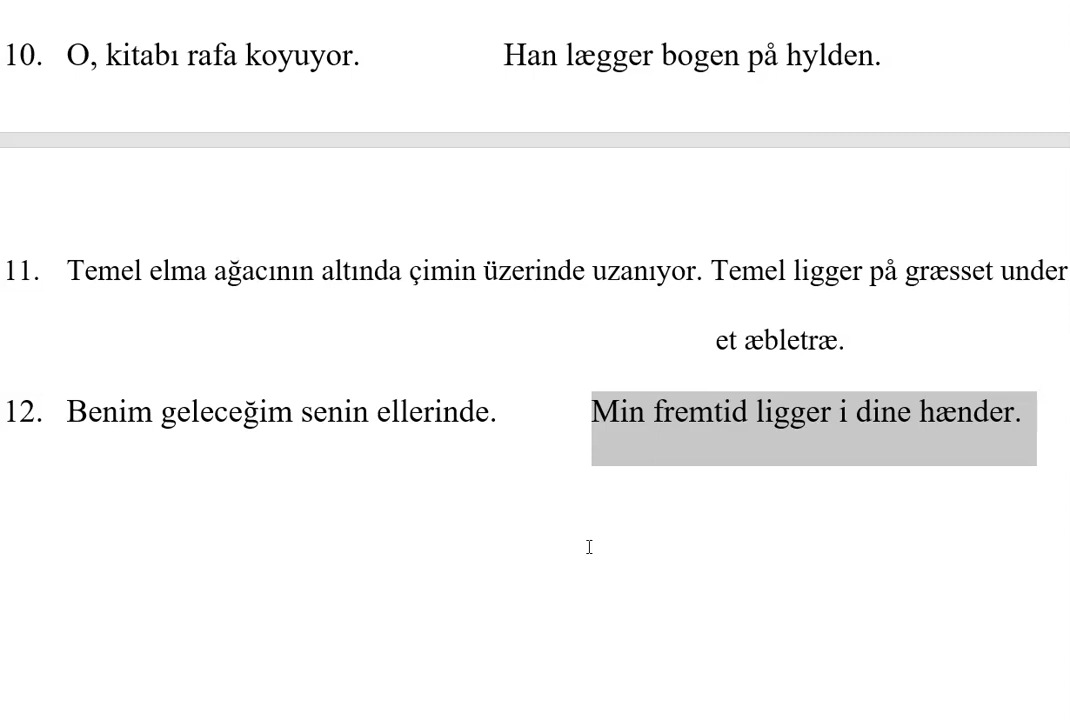 10. O, kitabı rafa koyuyor. Han lægger bogen på hylden.
11. Temel elma ağacının altında çimin üzerinde uzanıyor. Temel ligger på græsset under
et æbletræ.
12. Benim geleceğim senin ellerinde. Min fremtid ligger i dine hænder.